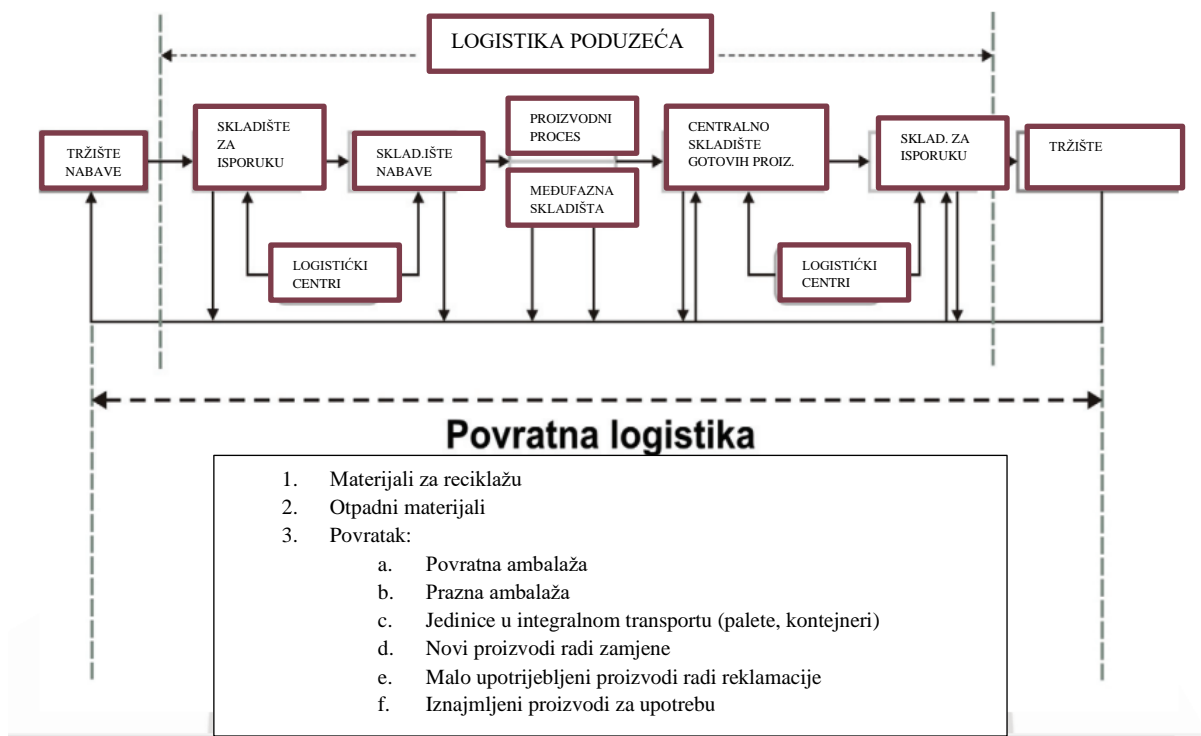 LOGISTIKA PODUZEĆA
TRŽIŠTE
NABAVE
SKLADIŠTE
ZA
ISPORUKU
SKLAD.IŠTE
NABAVE
PROIZVODNI
PROCES
MEĐUFAZNA
SKLADIŠTA
CENTRALNO
SKLADIŠTE
GOTOVIH PROIZ.
SKLAD. ZA
ISPORUKU
TRŽIŠTE
LOGISTIĆKI
CENTRI
LOGISTIĆKI
CENTRI
Povratna logistika
1. Materijali za reciklažu
2. Otpadni materijali
3. Povratak:
a. Povratna ambalaža
b. Prazna ambalaža
c. Jedinice u integralnom transportu (palete, kontejneri)
d. Novi proizvodi radi zamjene
e. Malo upotrijebljeni proizvodi radi reklamacije
f. Iznajmljeni proizvodi za upotrebu